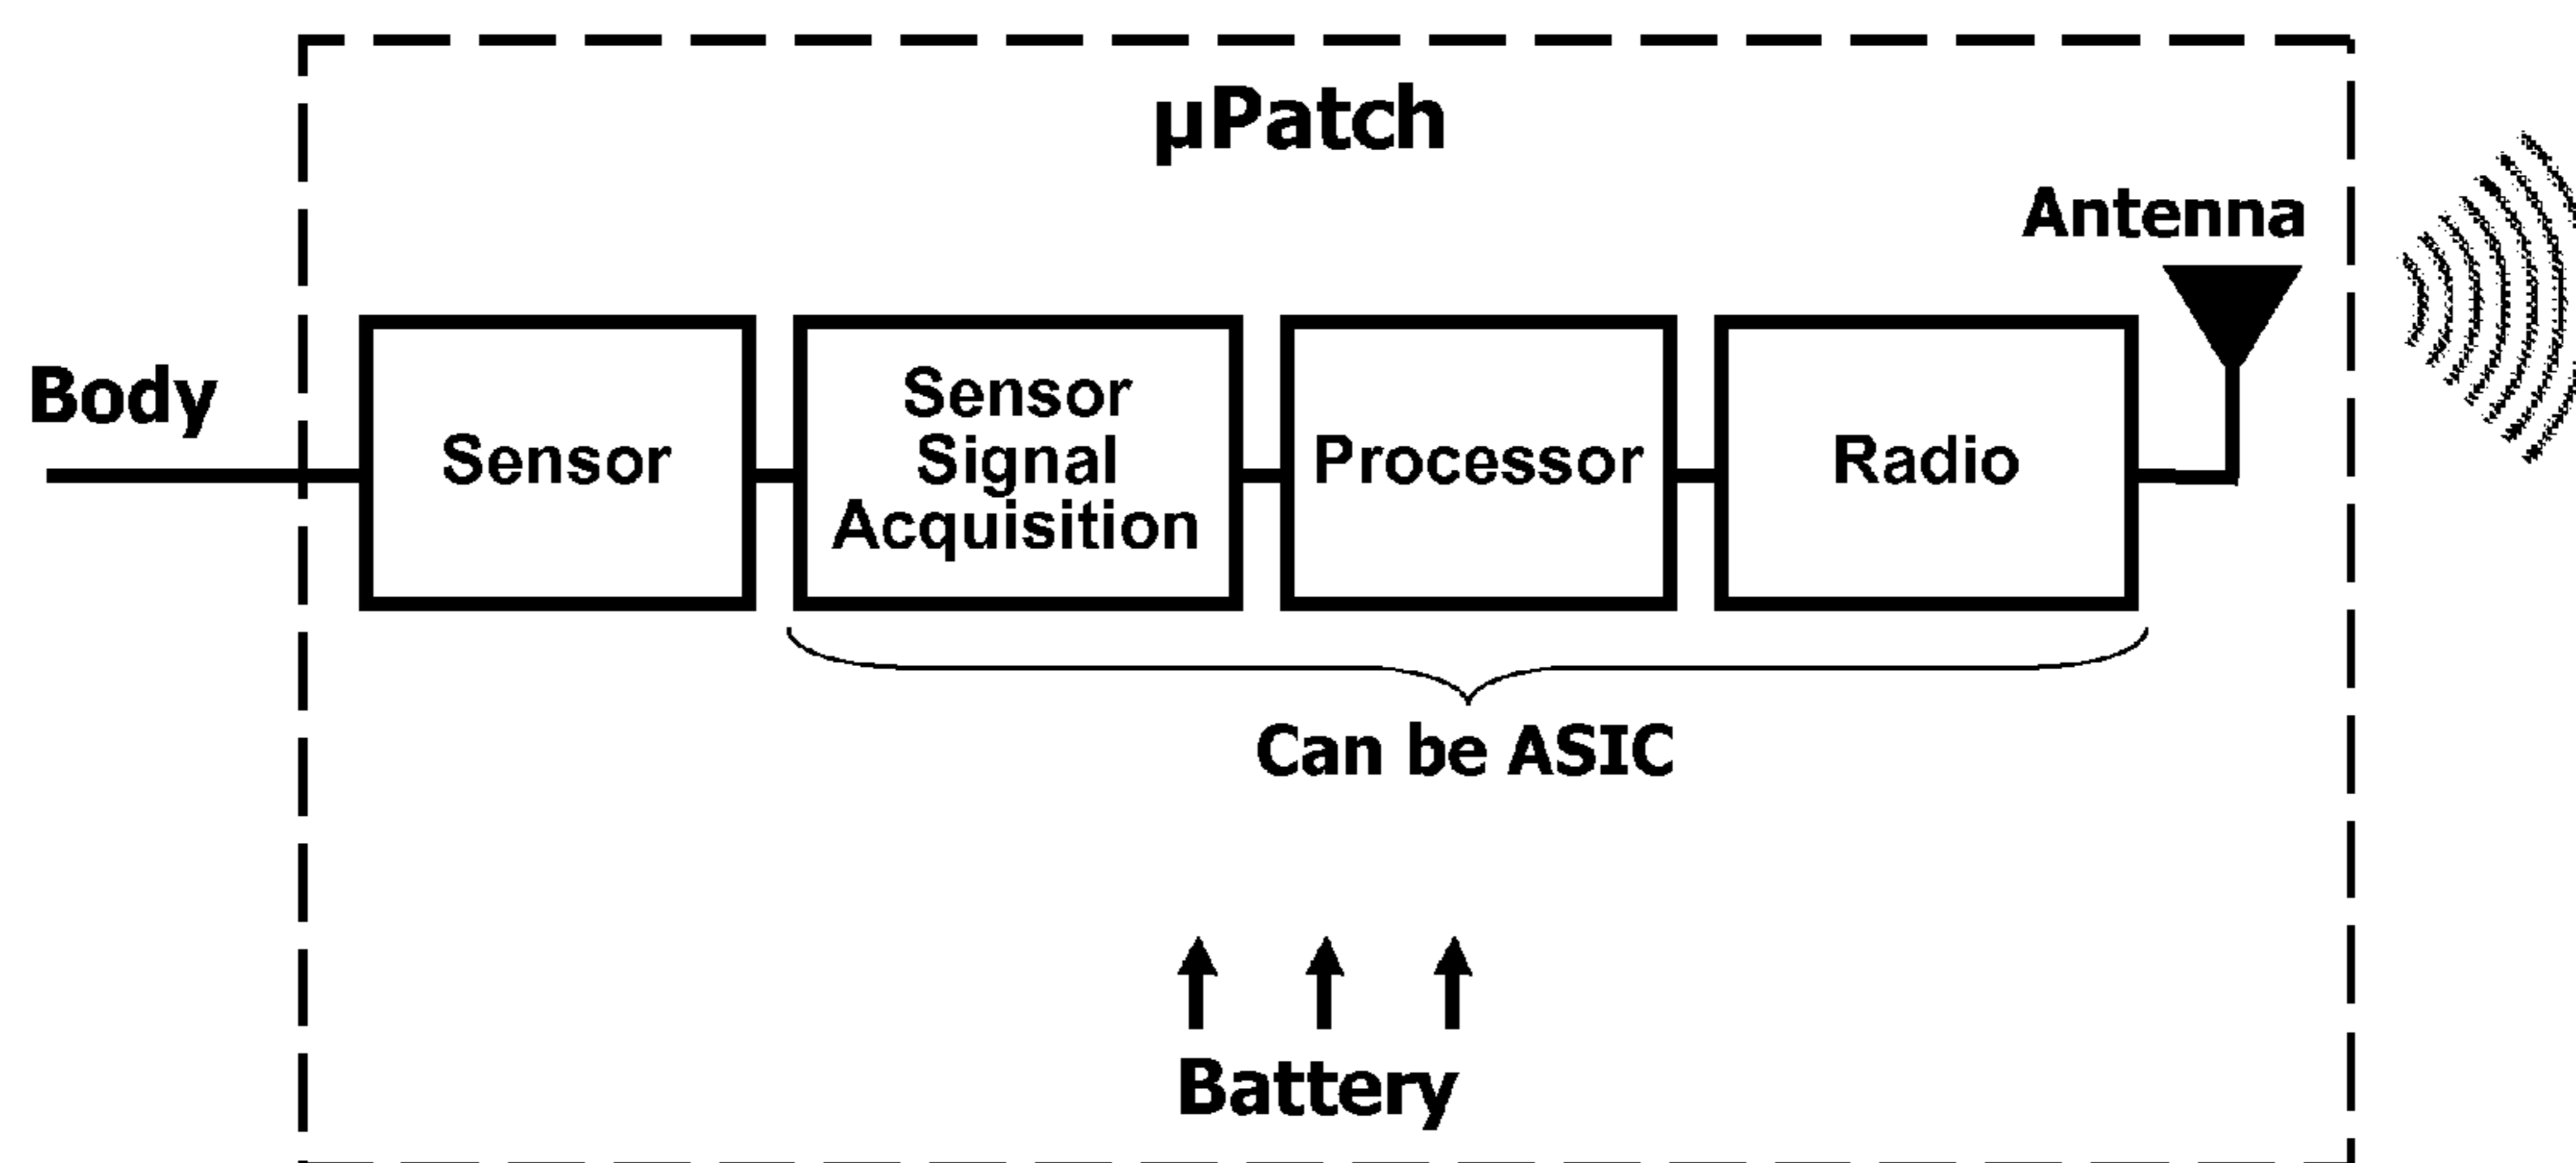 µPatch
Antenna
Body
Sensor
Sensor
Signal
Acquisition
Processor
Radio
Can be ASIC
Battery